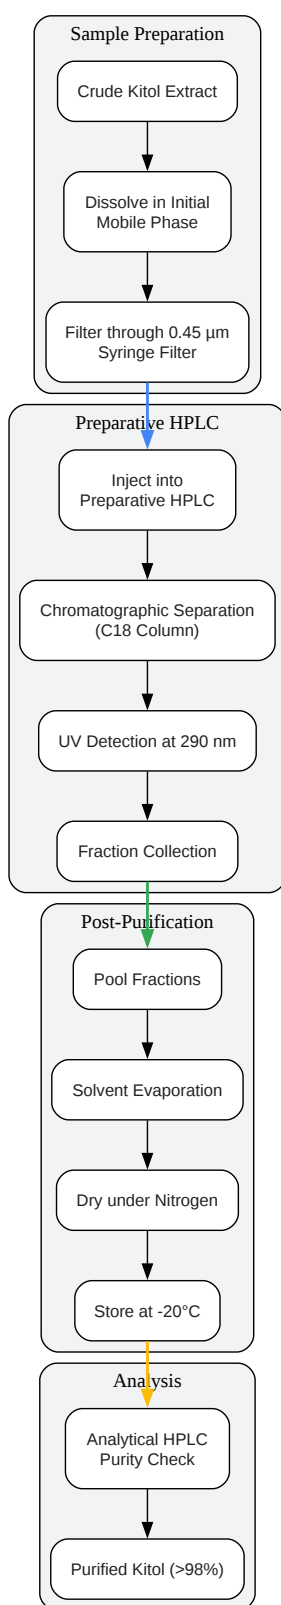 Sample Preparation
Crude Kitol Extract
Dissolve in Initial
Mobile Phase
Filter through 0.45 µm
Syringe Filter
Preparative HPLC
Inject into
Preparative HPLC
Chromatographic Separation
(C18 Column)
UV Detection at 290 nm
Fraction Collection
Post-Purification
Pool Fractions
Solvent Evaporation
Dry under Nitrogen
Store at -20°C
Analysis
Analytical HPLC
Purity Check
Purified Kitol (>98%)